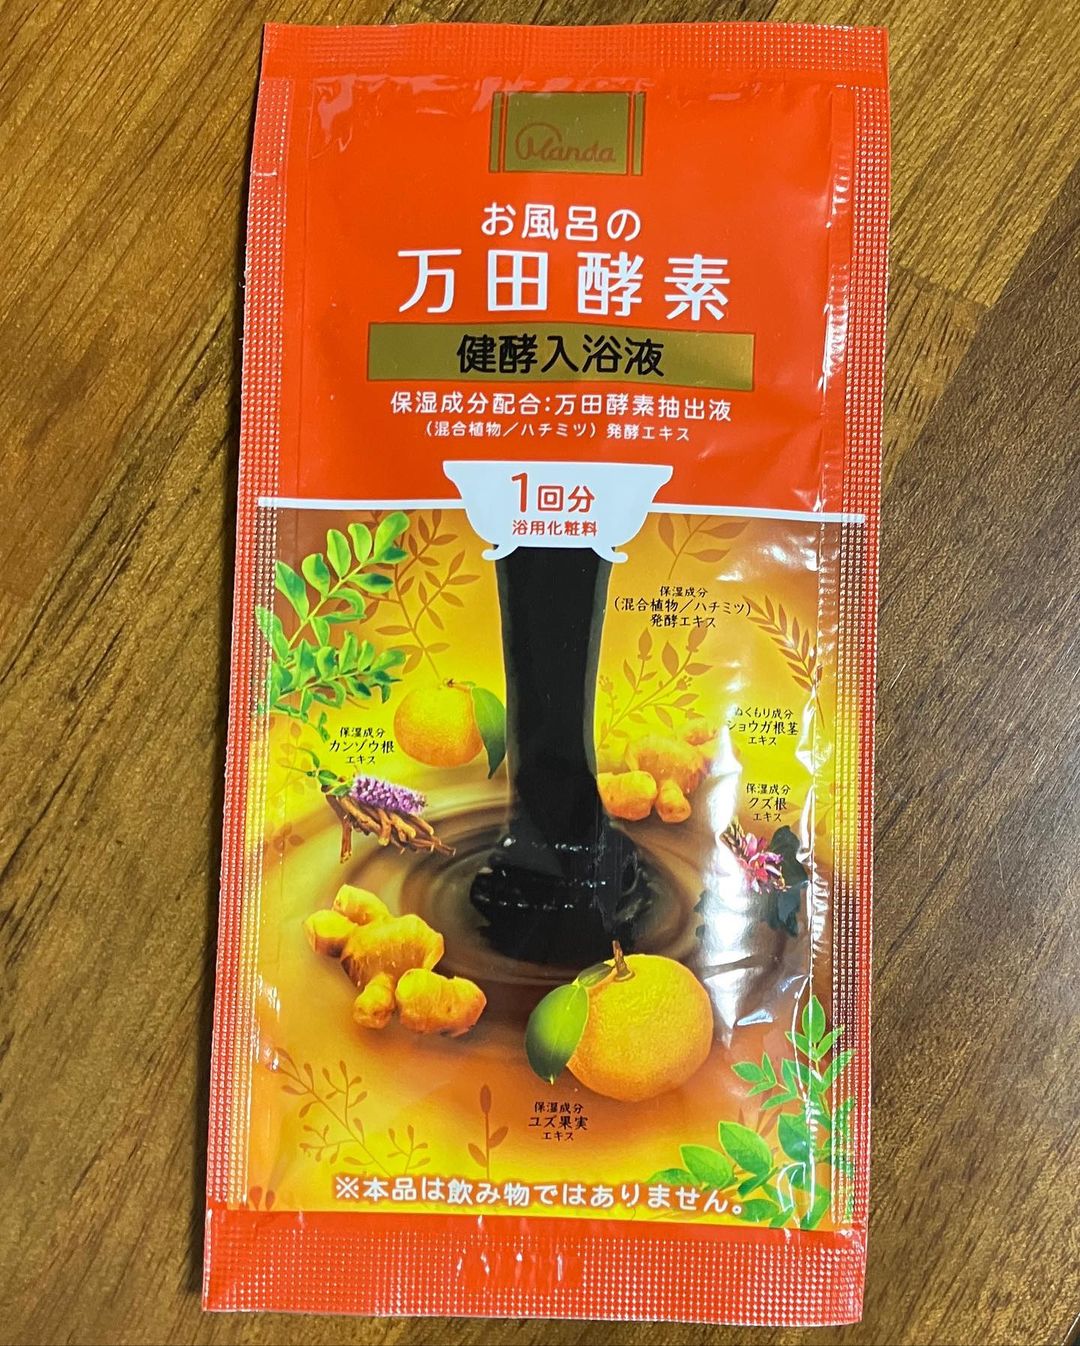 Manda
お風呂の
万田酵素
健酵入浴液
保湿成分配合:万田酵素抽出液
(混合植物/ハチミツ)発酵エキス
1回分
浴用化粧料
保湿成分
(混合植物/ハチミツ)
発酵エキス
ぬくもり成分
ショウガ根茎
エキス
保湿成分
カンゾウ根
エキス
保湿成分
クズ根
エキス
保湿成分
ユズ果実
エキス
※本品は飲み物ではありません。